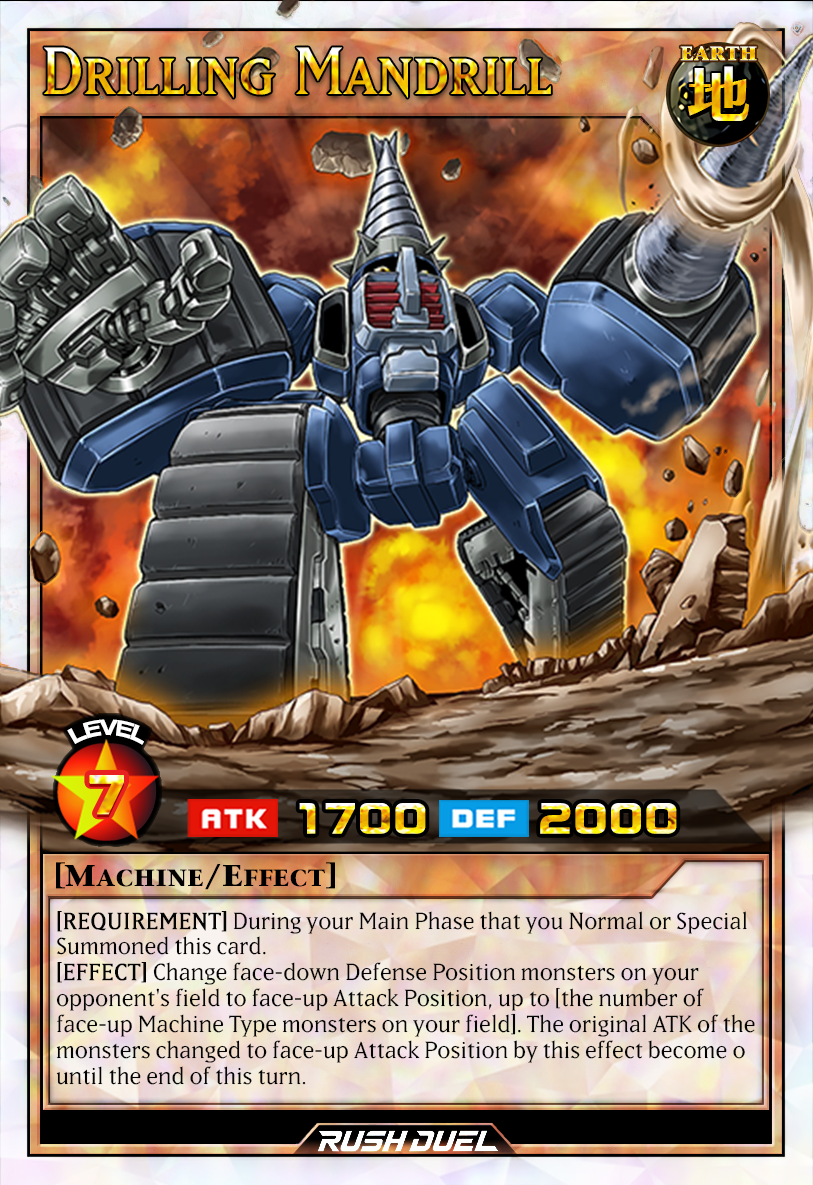 DRILLING MANDRILL
EARTH
地
LEVEL
7
ATK 1700 DEF 2000
[MACHINE/EFFECT]
[REQUIREMENT] During your Main Phase that you Normal or Special
Summoned this card.
[EFFECT] Change face-down Defense Position monsters on your
opponent's field to face-up Attack Position, up to [the number of
face-up Machine Type monsters on your field]. The original ATK of the
monsters changed to face-up Attack Position by this effect become 0
until the end of this turn.
RUSH DUEL